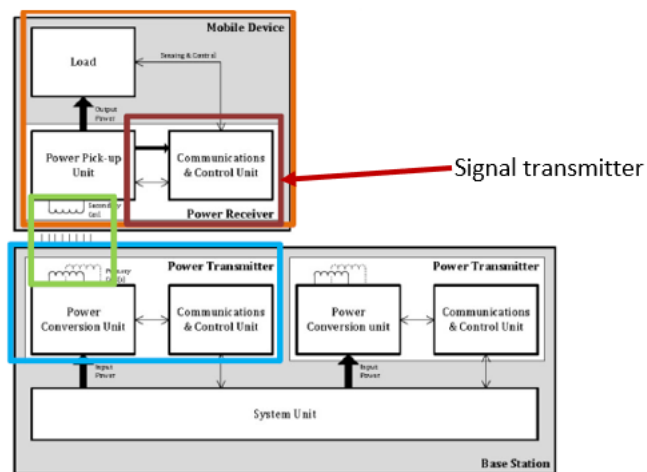 Mobile Device
Load
Sensing & Control
Output
Power
Power Pick-up
Unit
Communications
& Control Unit
Signal transmitter
Secondary
Coil
Power Receiver
Primary
Coil(s)
Power Transmitter
Power Transmitter
Power
Conversion Unit
Communications
& Control Unit
Power
Conversion unit
Communications
& Control Unit
Input
Power
Input
Power
System Unit
Base Station